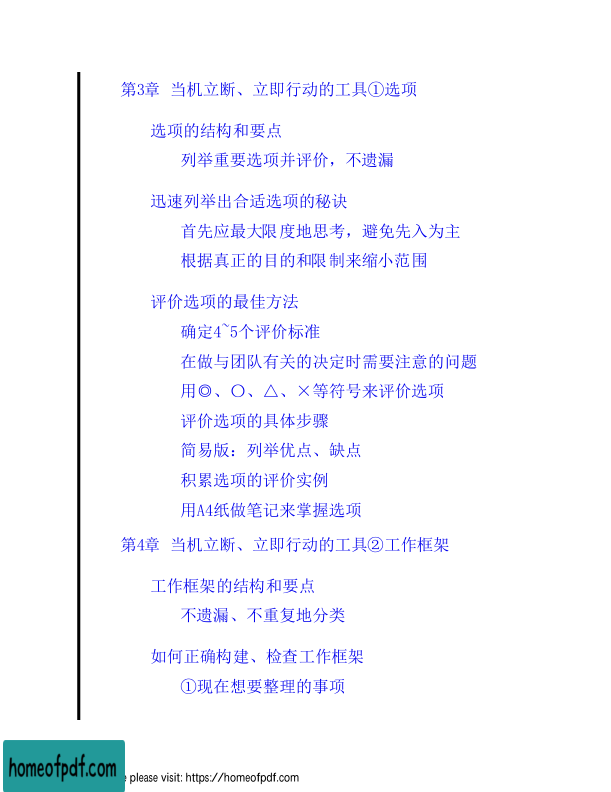 第3章 当机立断、立即行动的工具①选项
选项的结构和要点
列举重要选项并评价，不遗漏
迅速列举出合适选项的秘诀
首先应最大限度地思考，避免先入为主
根据真正的目的和限制来缩小范围
评价选项的最佳方法
确定4~5个评价标准
在做与团队有关的决定时需要注意的问题
用◎、〇、△、×等符号来评价选项
评价选项的具体步骤
简易版：列举优点、缺点
积累选项的评价实例
用A4纸做笔记来掌握选项
第4章 当机立断、立即行动的工具②工作框架
工作框架的结构和要点
不遗漏、不重复地分类
如何正确构建、检查工作框架
①现在想要整理的事项
homeofpdf.com
please visit: https://homeofpdf.com